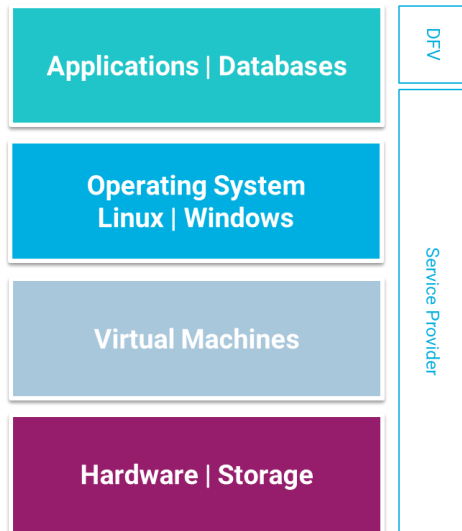 Applications | Databases
DFV
Operating System
Linux | Windows
Service Provider
Virtual Machines
Hardware | Storage